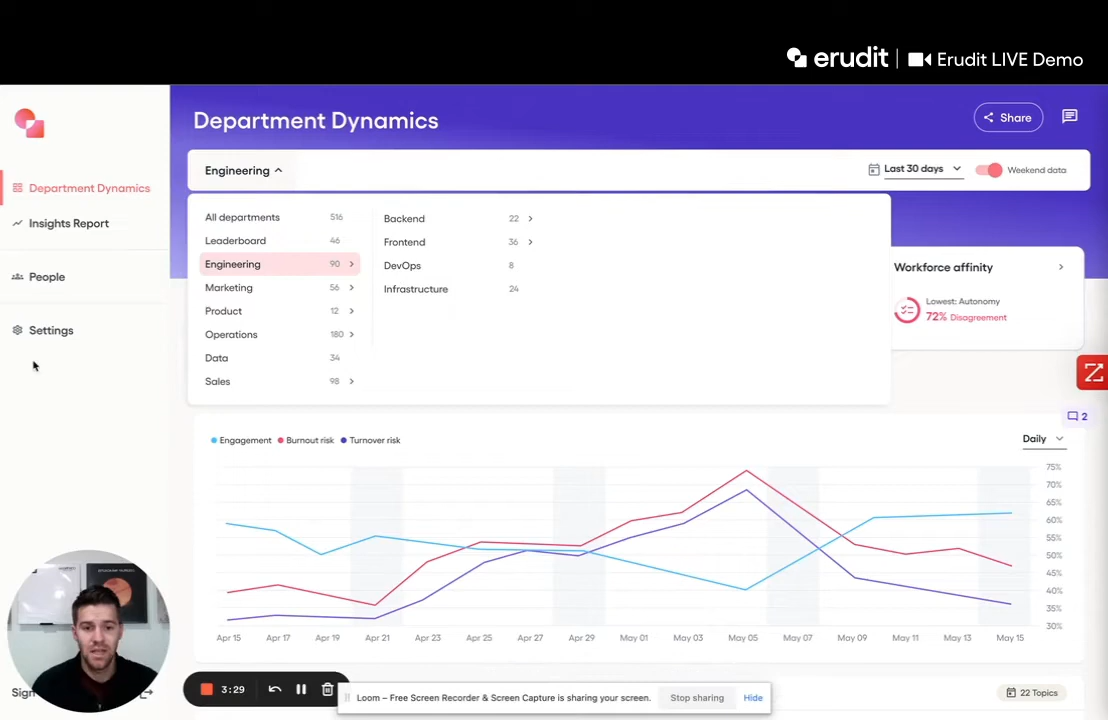 erudit | Erudit LIVE Demo
Department Dynamics
Share
Engineering
Last 30 days
Weekend data
Department Dynamics
Insights Report
People
Settings
All departments 516
Leaderboard 46
Engineering 90
Marketing 56
Product 12
Operations 180
Data 34
Sales 98
Backend 22
Frontend 36
DevOps 8
Infrastructure 24
Workforce affinity
Lowest: Autonomy
72% Disagreement
2
Engagement Burnout risk Turnover risk
Daily
75%
70%
65%
60%
55%
50%
45%
40%
35%
30%
Apr 15 Apr 17 Apr 19 Apr 21 Apr 23 Apr 25 Apr 27 Apr 29 May 01 May 03 May 05 May 07 May 09 May 11 May 13 May 15
Sign
3:29
Loom – Free Screen Recorder & Screen Capture is sharing your screen.
Stop sharing
Hide
22 Topics